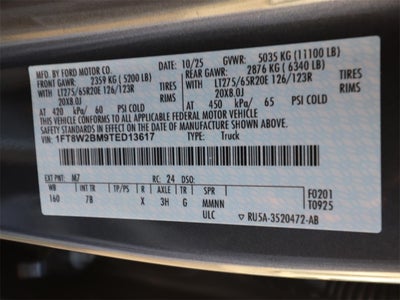 MFD. BY FORD MOTOR CO. 10/25 GVWR: 5035 KG (11100 LB)
FRONT GAWR: 2359 KG ( 5200 LB) REAR GAWR: 2876 KG ( 6340 LB)
WITH LT275/65R20E 126/123R TIRES WITH LT275/65R20E 126/123R TIRES
20X8.0J RIMS 20X8.0J RIMS
AT 420 kPa/ 60 PSI COLD AT 450 kPa/ 65 PSI COLD
THIS VEHICLE CONFORMS TO ALL APPLICABLE FEDERAL MOTOR VEHICLE
SAFETY STANDARDS IN EFFECT ON THE DATE OF MANUFACTURE SHOWN ABOVE.
VIN: 1FT8W2BM9TED13617 Truck
EXT PNT: M7 RC: 24 DSO:
WB INT TR TP/PS R AXLE TR SPR F0201
160 7B X 3H G MMNN T0925
ULC RU5A-3520472-AB